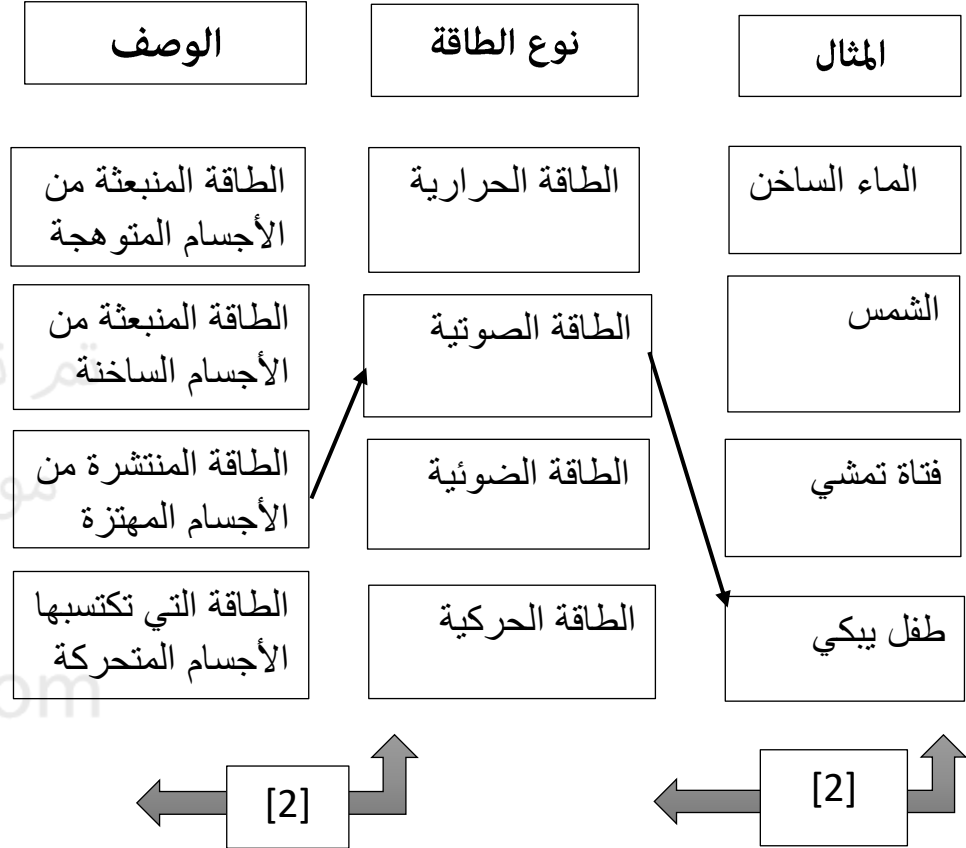 المثال
نوع الطاقة
الوصف
الماء الساخن
الطاقة الحرارية
الطاقة المنبعثة من
الأجسام المتوهجة
الشمس
الطاقة الصوتية
الطاقة المنبعثة من
الأجسام الساخنة
فتاة تمشي
الطاقة الضوئية
الطاقة المنتشرة من
الأجسام المهتزة
طفل يبكي
الطاقة الحركية
الطاقة التي تكتسبها
الأجسام المتحركة
[2]
[2]
تم
om